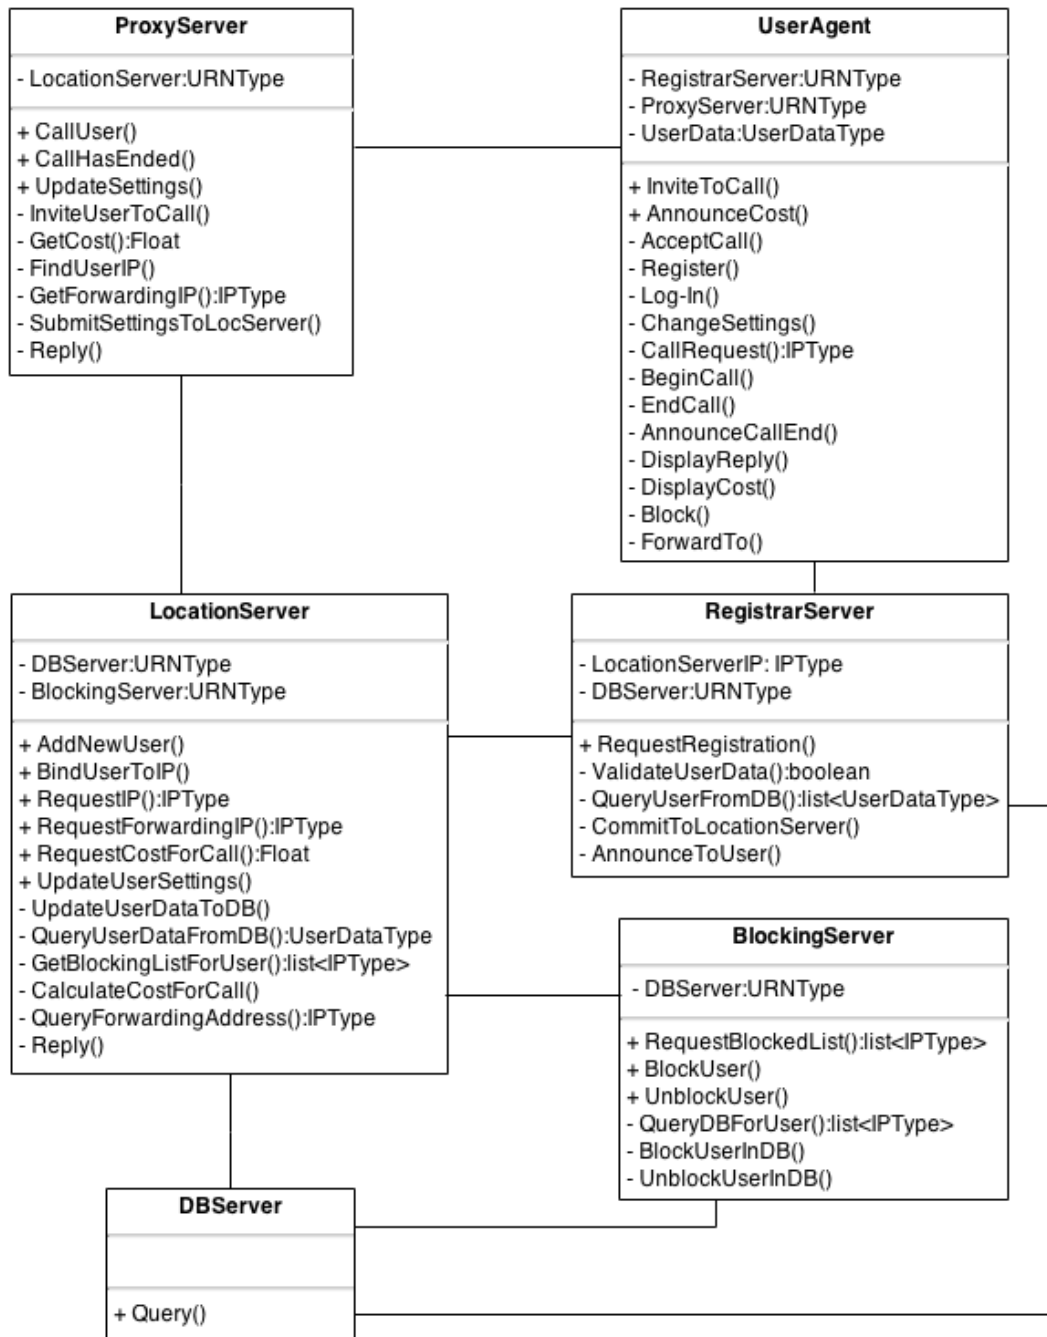 ProxyServer
- LocationServer:URNType
+ CallUser()
+ CallHasEnded()
+ UpdateSettings()
- InviteUserToCall()
- GetCost():Float
- FindUserIP()
- GetForwardingIP():IPType
- SubmitSettingsToLocServer()
- Reply()
UserAgent
- RegistrarServer:URNType
- ProxyServer:URNType
- UserData:UserDataType
+ InviteToCall()
+ AnnounceCost()
- AcceptCall()
- Register()
- Log-In()
- ChangeSettings()
- CallRequest():IPType
- BeginCall()
- EndCall()
- AnnounceCallEnd()
- DisplayReply()
- DisplayCost()
- Block()
- ForwardTo()
LocationServer
- DBServer:URNType
- BlockingServer:URNType
+ AddNewUser()
+ BindUserToIP()
+ RequestIP():IPType
+ RequestForwardingIP():IPType
+ RequestCostForCall():Float
+ UpdateUserSettings()
- UpdateUserDataToDB()
- QueryUserDataFromDB():UserDataType
- GetBlockingListForUser():list<IPType>
- CalculateCostForCall()
- QueryForwardingAddress():IPType
- Reply()
RegistrarServer
- LocationServerIP: IPType
- DBServer:URNType
+ RequestRegistration()
- ValidateUserData():boolean
- QueryUserFromDB():list<UserDataType>
- CommitToLocationServer()
- AnnounceToUser()
BlockingServer
- DBServer:URNType
+ RequestBlockedList():list<IPType>
+ BlockUser()
+ UnblockUser()
- QueryDBForUser():list<IPType>
- BlockUserInDB()
- UnblockUserInDB()
DBServer
+ Query()